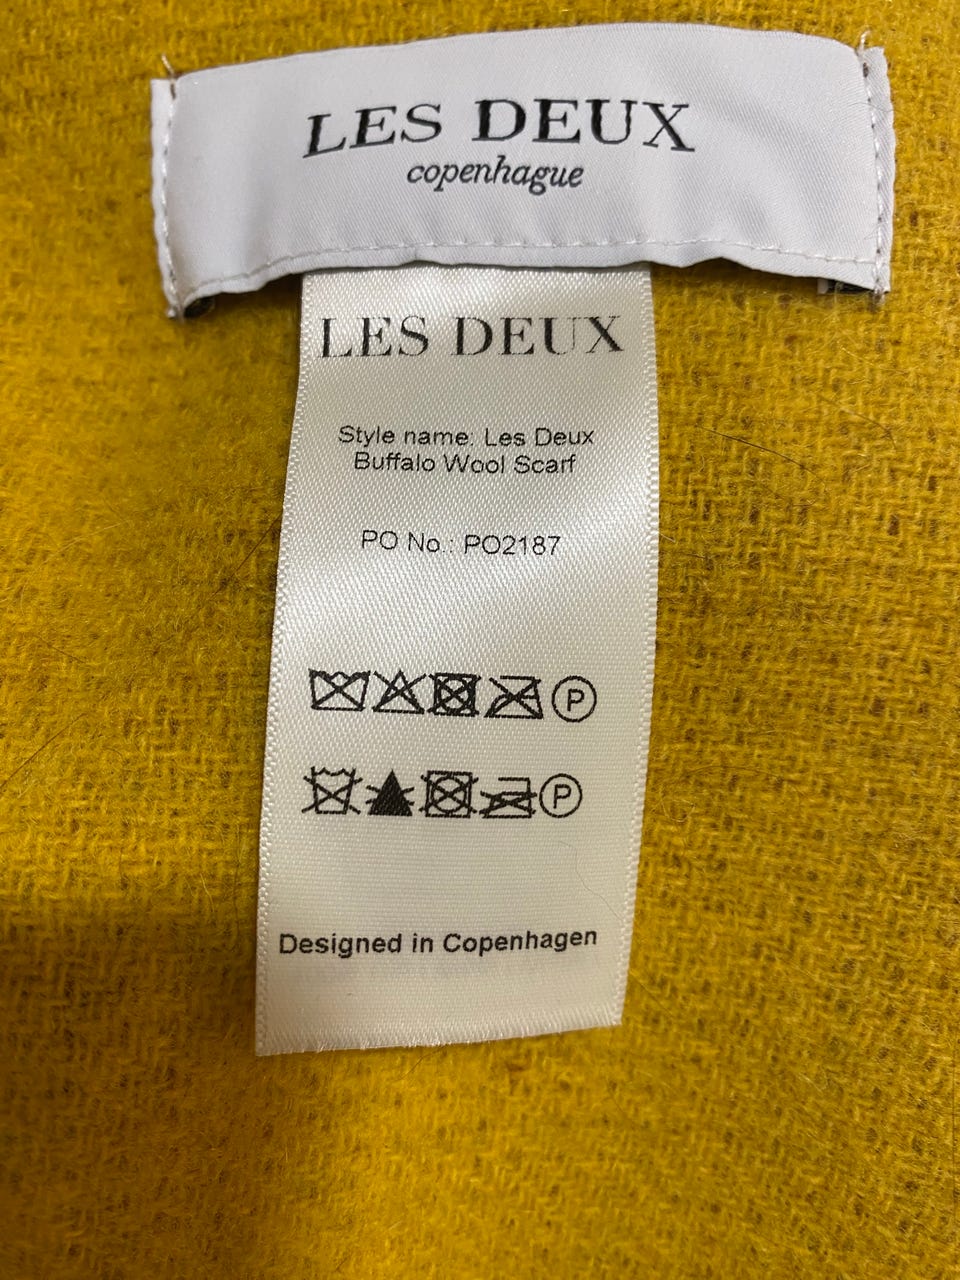 LES DEUX
copenhague
LES DEUX
Style name: Les Deux
Buffalo Wool Scarf
PO No.: PO2187
P
P
Designed in Copenhagen